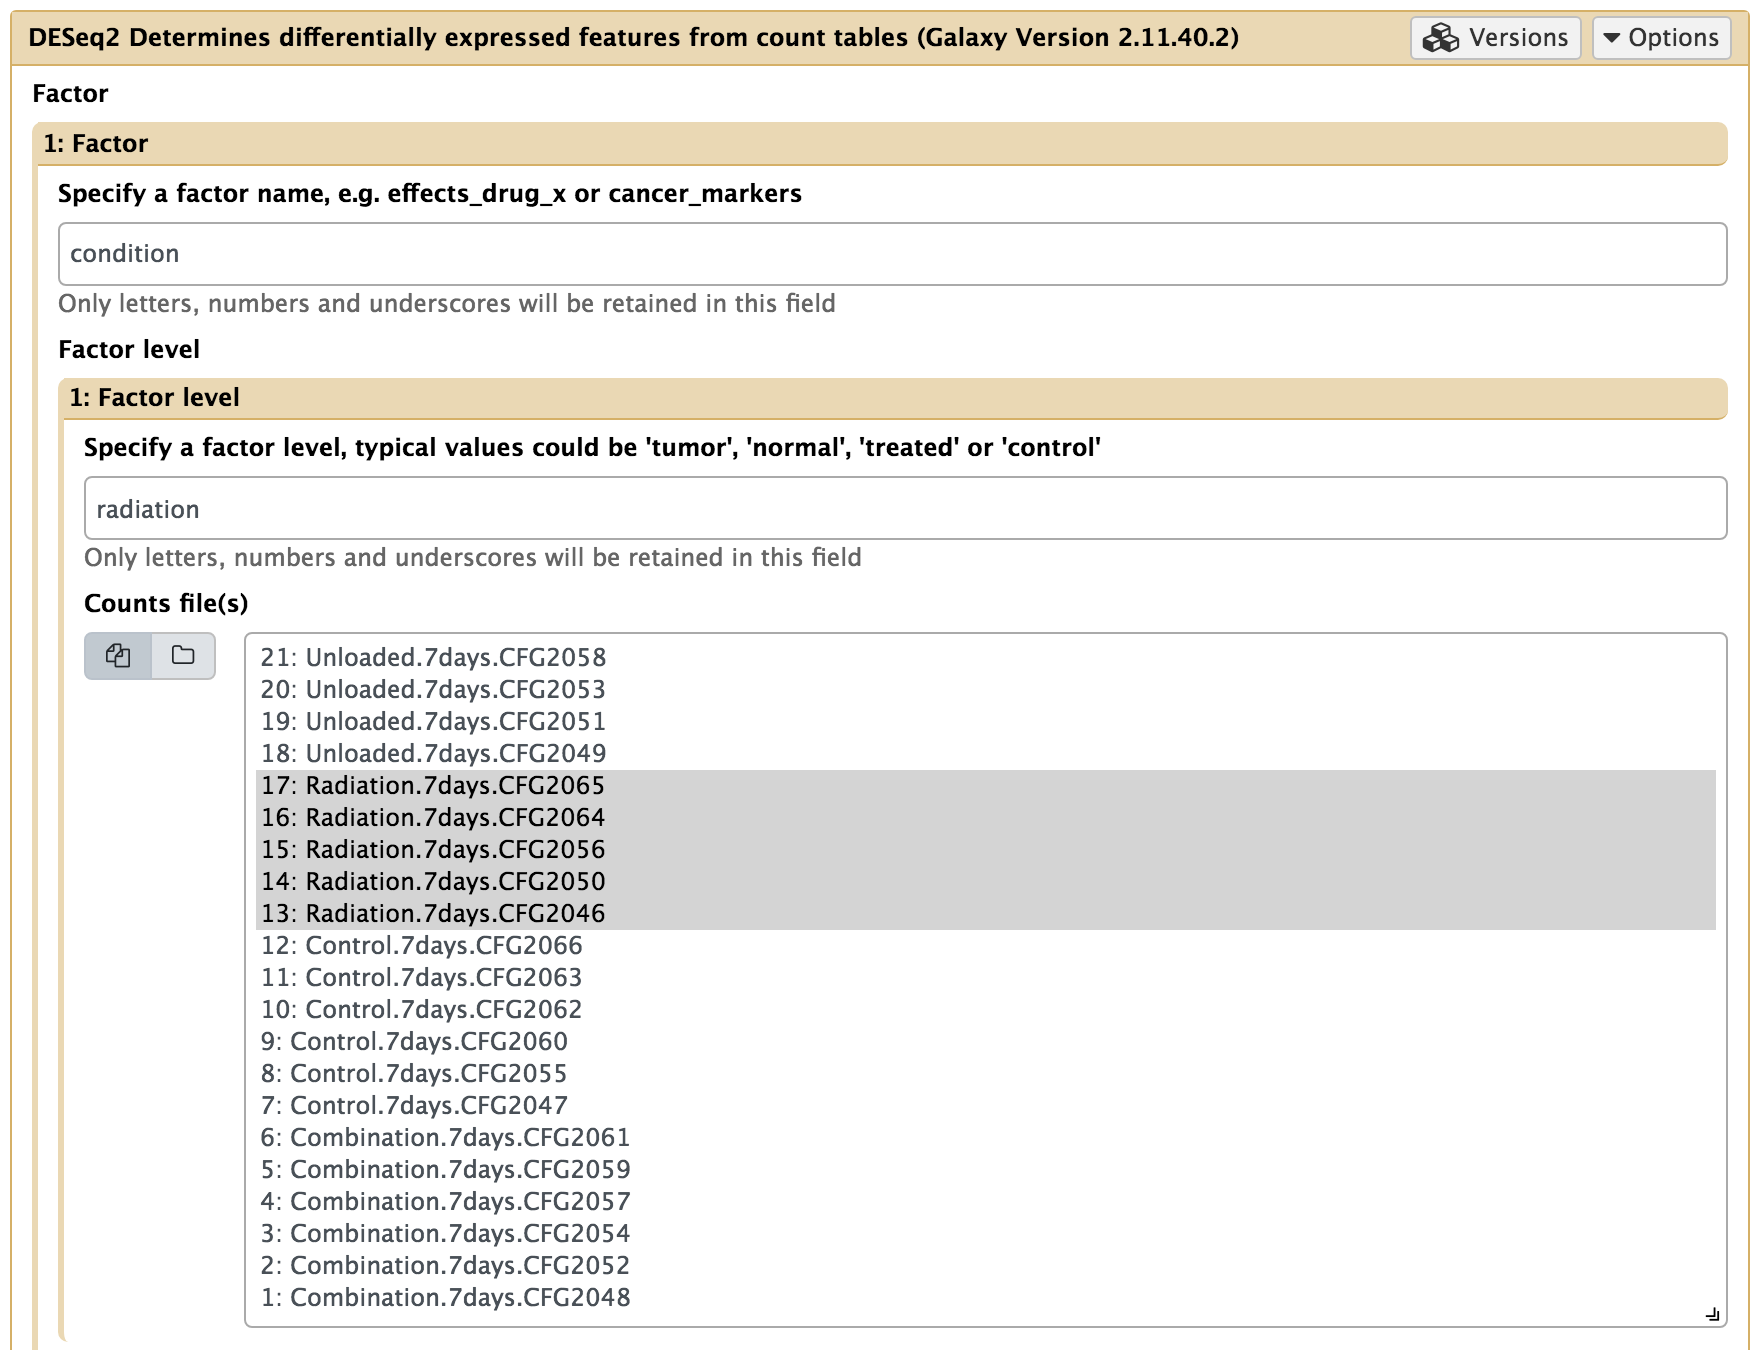 DESeq2 Determines differentially expressed features from count tables (Galaxy Version 2.11.40.2) Versions Options
Factor
1: Factor
Specify a factor name, e.g. effects_drug_x or cancer_markers
condition
Only letters, numbers and underscores will be retained in this field
Factor level
1: Factor level
Specify a factor level, typical values could be 'tumor', 'normal', 'treated' or 'control'
radiation
Only letters, numbers and underscores will be retained in this field
Counts file(s)
21: Unloaded.7days.CFG2058
20: Unloaded.7days.CFG2053
19: Unloaded.7days.CFG2051
18: Unloaded.7days.CFG2049
17: Radiation.7days.CFG2065
16: Radiation.7days.CFG2064
15: Radiation.7days.CFG2056
14: Radiation.7days.CFG2050
13: Radiation.7days.CFG2046
12: Control.7days.CFG2066
11: Control.7days.CFG2063
10: Control.7days.CFG2062
9: Control.7days.CFG2060
8: Control.7days.CFG2055
7: Control.7days.CFG2047
6: Combination.7days.CFG2061
5: Combination.7days.CFG2059
4: Combination.7days.CFG2057
3: Combination.7days.CFG2054
2: Combination.7days.CFG2052
1: Combination.7days.CFG2048